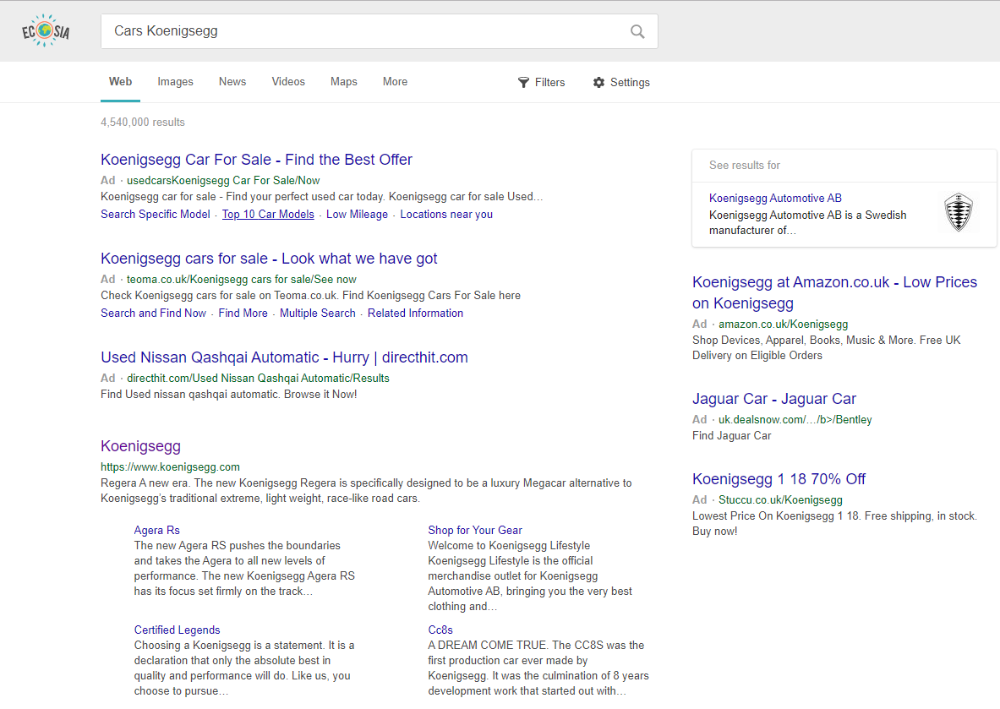 ECOSIA
Cars Koenigsegg
Web Images News Videos Maps More Filters Settings
4,540,000 results
Koenigsegg Car For Sale - Find the Best Offer
Ad · usedcarsKoenigsegg Car For Sale/Now
Koenigsegg car for sale - Find your perfect used car today. Koenigsegg car for sale Used…
Search Specific Model · Top 10 Car Models · Low Mileage · Locations near you
Koenigsegg cars for sale - Look what we have got
Ad · teoma.co.uk/Koenigsegg cars for sale/See now
Check Koenigsegg cars for sale on Teoma.co.uk. Find Koenigsegg Cars For Sale here
Search and Find Now · Find More · Multiple Search · Related Information
Used Nissan Qashqai Automatic - Hurry | directhit.com
Ad · directhit.com/Used Nissan Qashqai Automatic/Results
Find Used nissan qashqai automatic. Browse it Now!
Koenigsegg
https://www.koenigsegg.com
Regera A new era. The new Koenigsegg Regera is specifically designed to be a luxury Megacar alternative to
Koenigsegg's traditional extreme, light weight, race-like road cars.
Agera Rs
The new Agera RS pushes the boundaries
and takes the Agera to all new levels of
performance. The new Koenigsegg Agera RS
has its focus set firmly on the track…
Shop for Your Gear
Welcome to Koenigsegg Lifestyle
Koenigsegg Lifestyle is the official
merchandise outlet for Koenigsegg
Automotive AB, bringing you the very best
clothing and…
Certified Legends
Choosing a Koenigsegg is a statement. It is a
declaration that only the absolute best in
quality and performance will do. Like us, you
choose to pursue…
Cc8s
A DREAM COME TRUE. The CC8S was the
first production car ever made by
Koenigsegg. It was the culmination of 8 years
development work that started out with…
See results for
Koenigsegg Automotive AB
Koenigsegg Automotive AB is a Swedish
manufacturer of…
Koenigsegg at Amazon.co.uk - Low Prices
on Koenigsegg
Ad · amazon.co.uk/Koenigsegg
Shop Devices, Apparel, Books, Music & More. Free UK
Delivery on Eligible Orders
Jaguar Car - Jaguar Car
Ad · uk.dealsnow.com/…/b>/Bentley
Find Jaguar Car
Koenigsegg 1 18 70% Off
Ad · Stuccu.co.uk/Koenigsegg
Lowest Price On Koenigsegg 1 18. Free shipping, in stock.
Buy now!